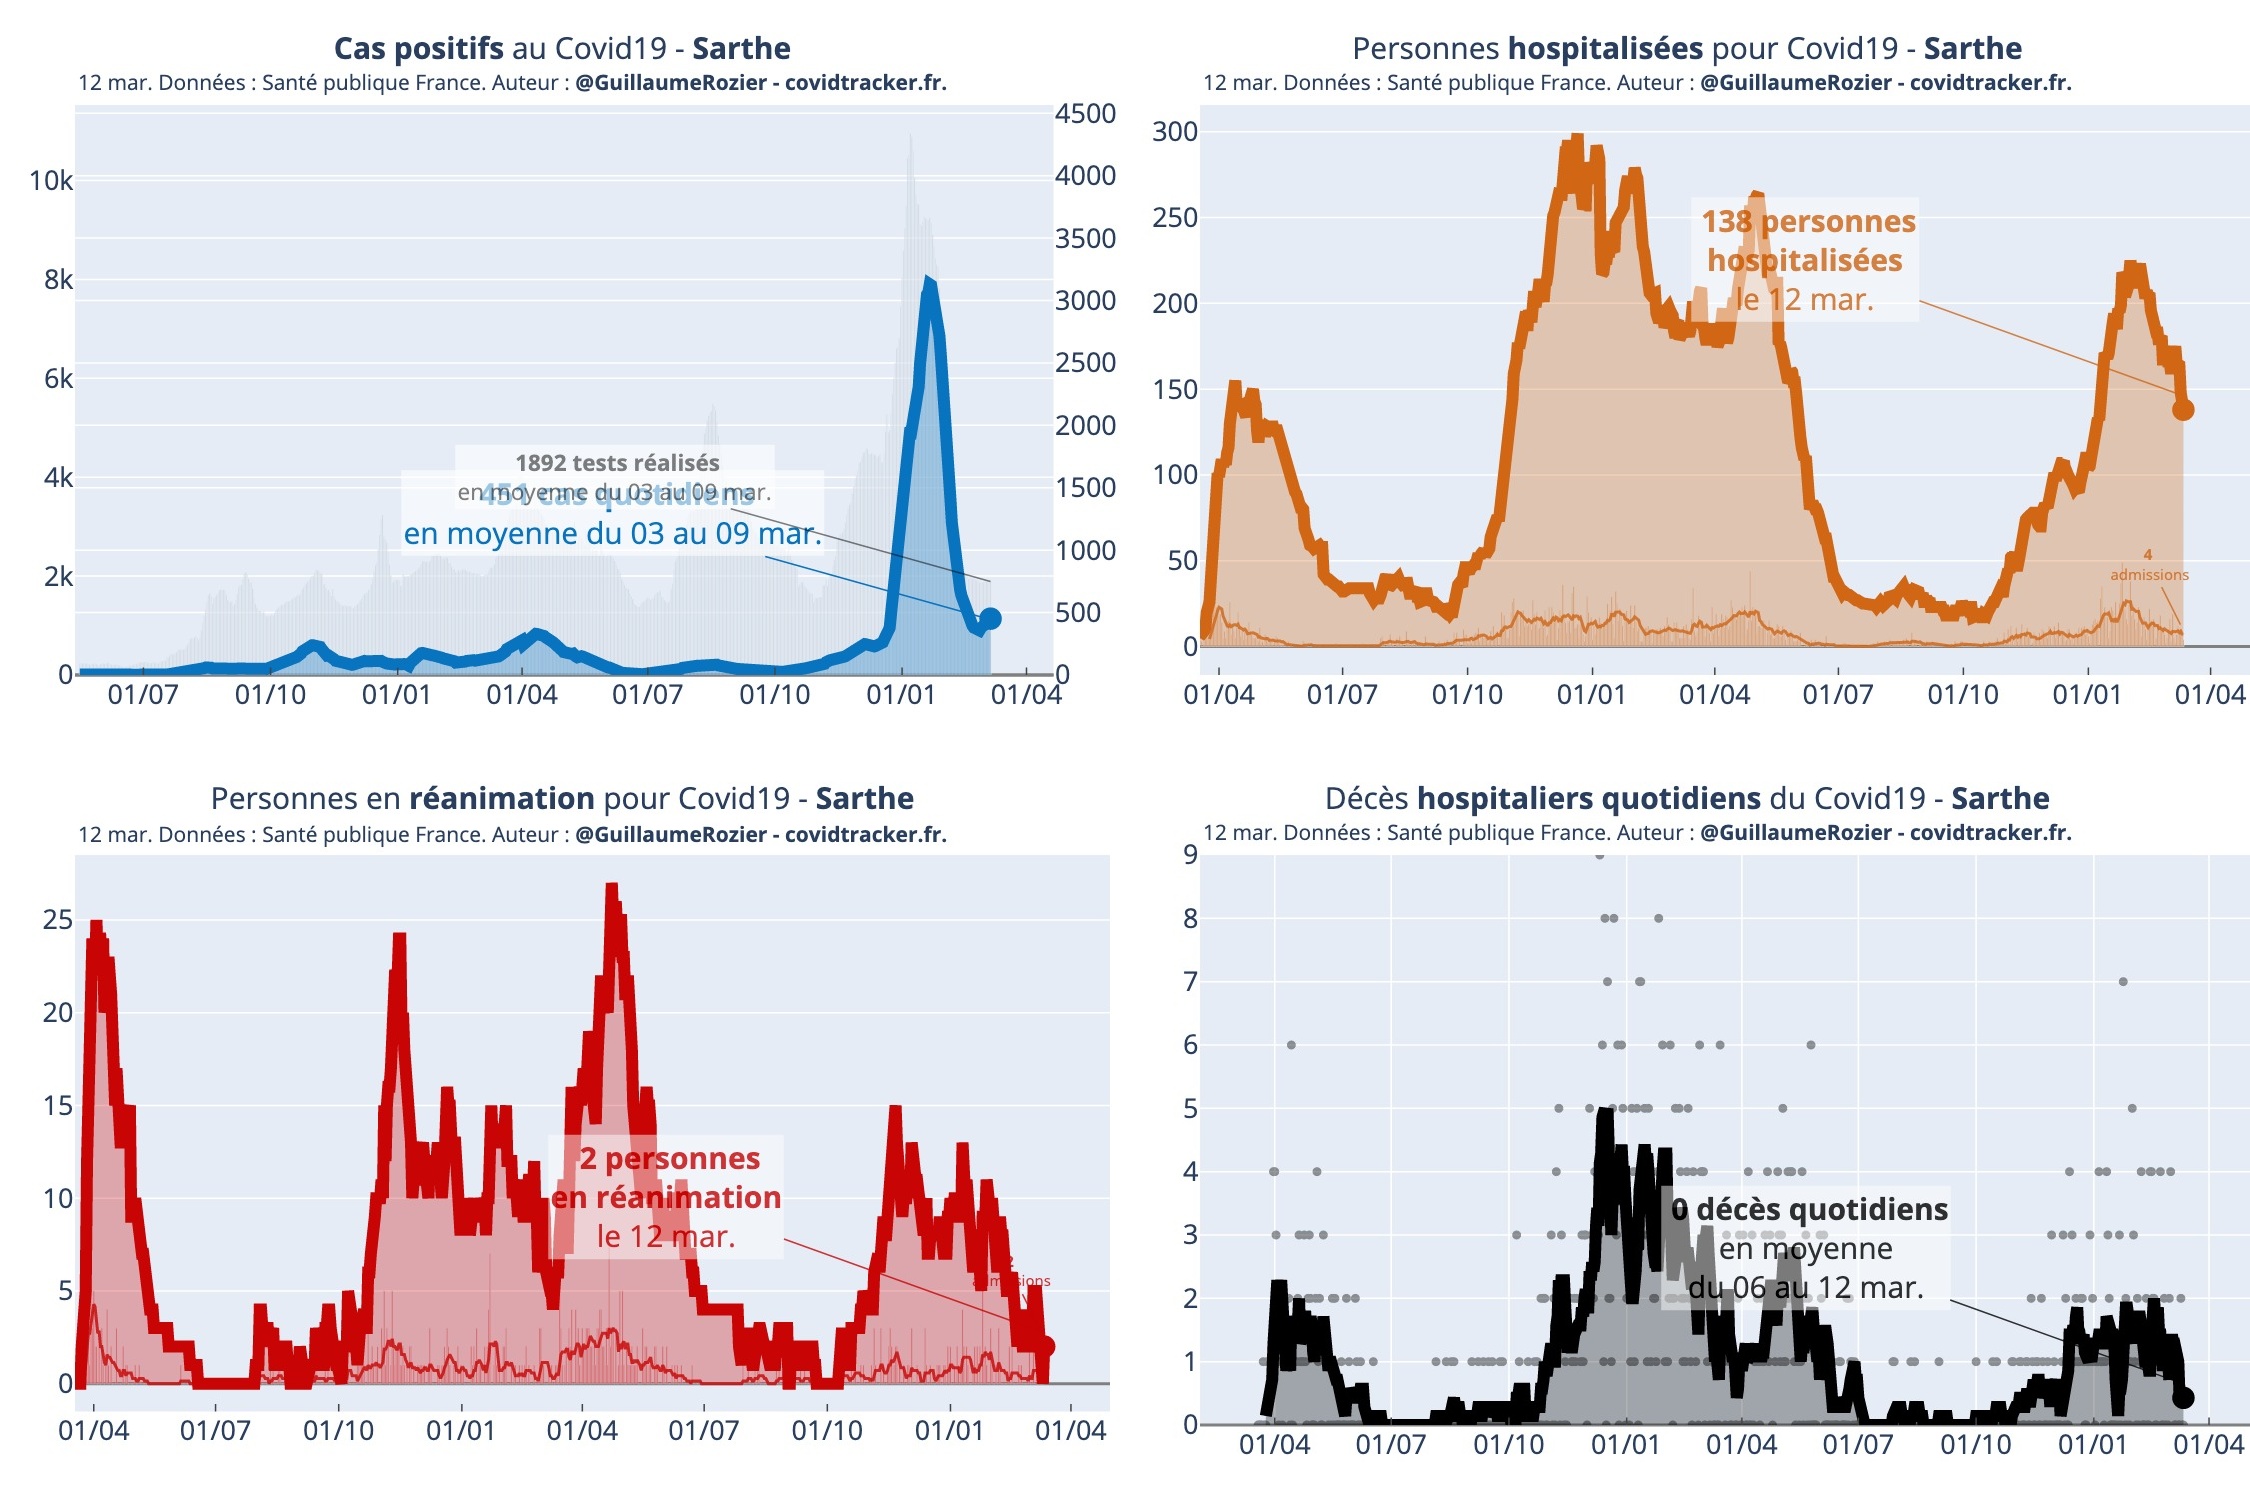 Cas positifs au Covid19 - Sarthe
12 mar. Données : Santé publique France. Auteur : @GuillaumeRozier - covidtracker.fr.
4500
4000
3500
3000
2500
2000
1500
1000
500
0
10k
8k
6k
4k
2k
0
1892 tests réalisés
en moyenne du 03 au 09 mar.
451 cas quotidiens
en moyenne du 03 au 09 mar.
01/07
01/10
01/01
01/04
01/07
01/10
01/01
01/04
Personnes hospitalisées pour Covid19 - Sarthe
12 mar. Données : Santé publique France. Auteur : @GuillaumeRozier - covidtracker.fr.
300
250
200
150
100
50
0
138 personnes
hospitalisées
le 12 mar.
4
admissions
01/04
01/07
01/10
01/01
01/04
01/07
01/10
01/01
01/04
Personnes en réanimation pour Covid19 - Sarthe
12 mar. Données : Santé publique France. Auteur : @GuillaumeRozier - covidtracker.fr.
25
20
15
10
5
0
2 personnes
en réanimation
le 12 mar.
2
admissions
01/04
01/07
01/10
01/01
01/04
01/07
01/10
01/01
01/04
Décès hospitaliers quotidiens du Covid19 - Sarthe
12 mar. Données : Santé publique France. Auteur : @GuillaumeRozier - covidtracker.fr.
9
8
7
6
5
4
3
2
1
0
0 décès quotidiens
en moyenne
du 06 au 12 mar.
01/04
01/07
01/10
01/01
01/04
01/07
01/10
01/01
01/04